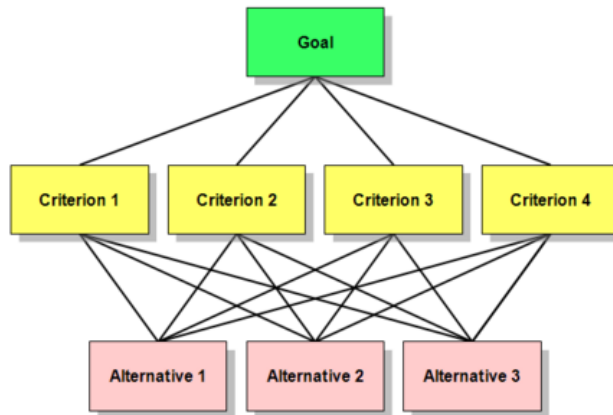 Goal
Criterion 1
Criterion 2
Criterion 3
Criterion 4
Alternative 1
Alternative 2
Alternative 3